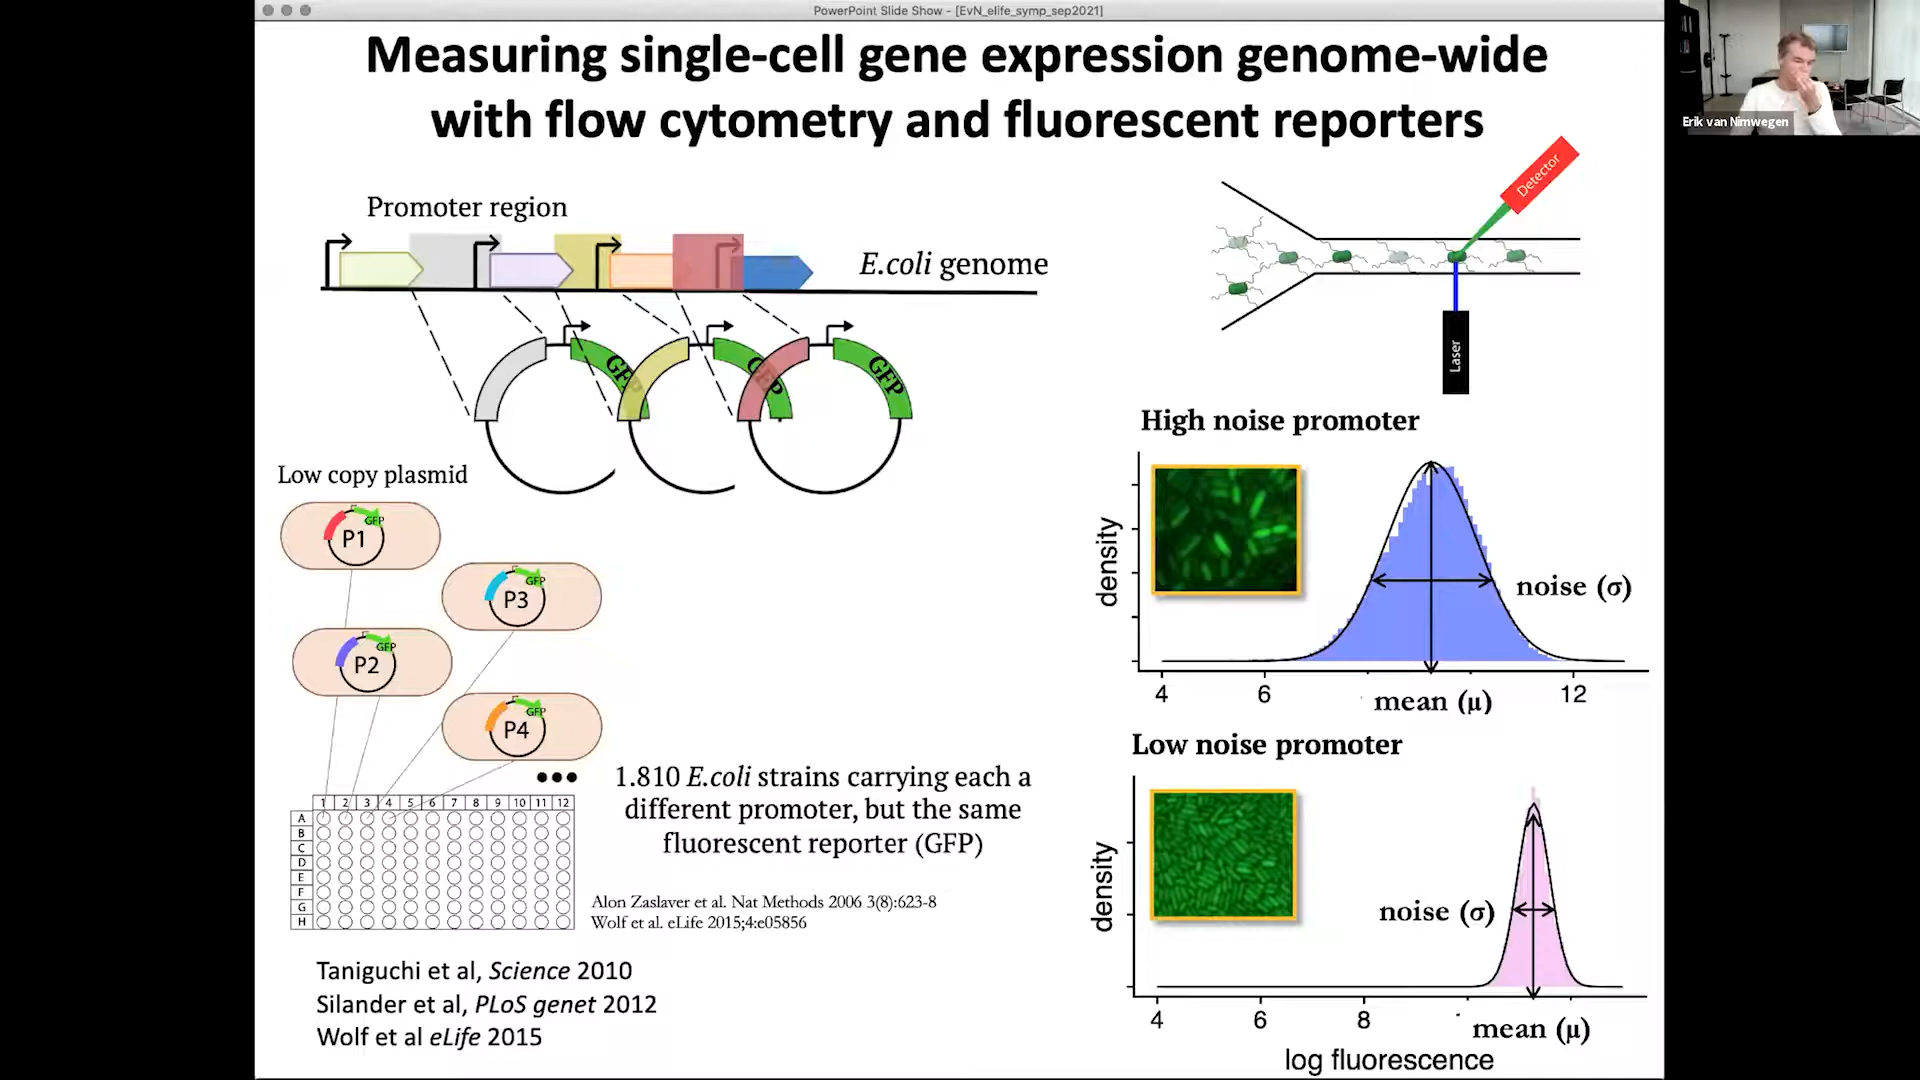 PowerPoint Slide Show - [EvN_elife_symp_sep2021]
Measuring single-cell gene expression genome-wide
with flow cytometry and fluorescent reporters
Erik van Nimwegen
Promoter region
E.coli genome
GFP
GFP
GFP
Low copy plasmid
GFP
P1
GFP
P3
GFP
P2
GFP
P4
1 2 3 4 5 6 7 8 9 10 11 12
A
B
C
D
E
F
G
H
1.810 E.coli strains carrying each a
different promoter, but the same
fluorescent reporter (GFP)
Alon Zaslaver et al. Nat Methods 2006 3(8):623-8
Wolf et al. eLife 2015;4:e05856
Taniguchi et al, Science 2010
Silander et al, PLoS genet 2012
Wolf et al eLife 2015
Detector
Laser
High noise promoter
density
noise (σ)
4 6 12
mean (μ)
Low noise promoter
density
noise (σ)
4 6 8
mean (μ)
log fluorescence